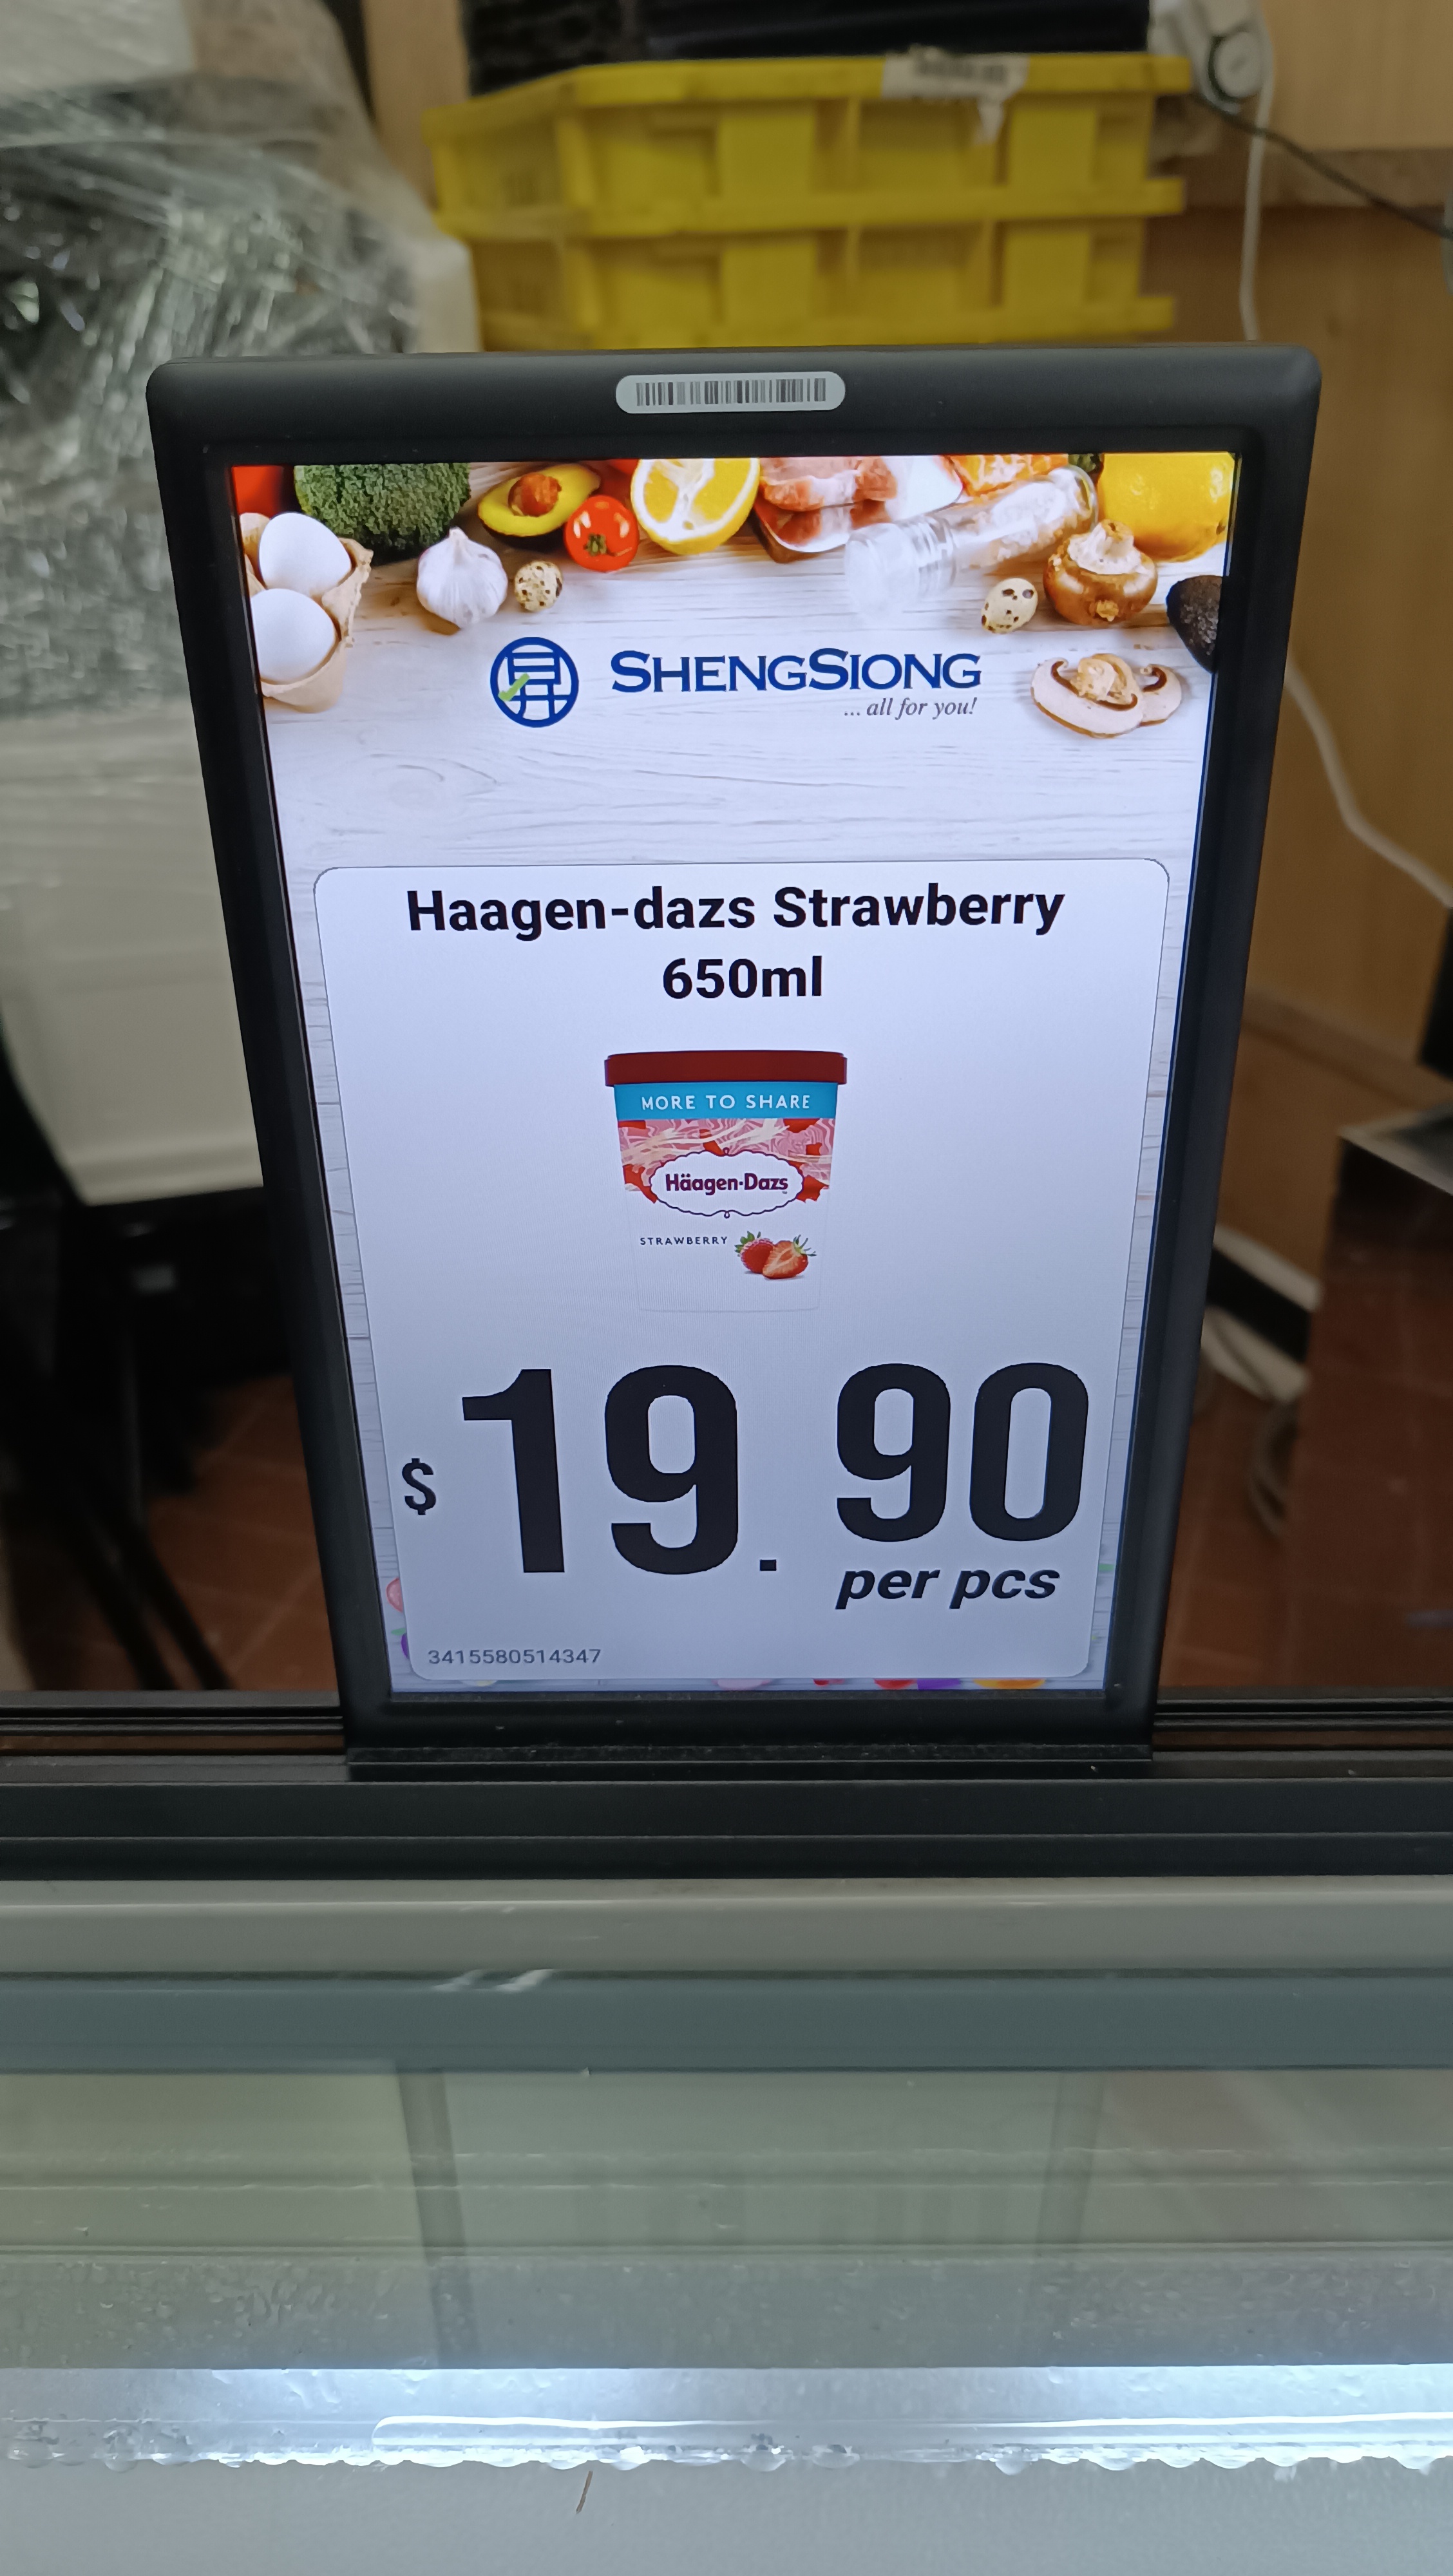 昇
SHENGSIONG
... all for you!
Haagen-dazs Strawberry
650ml
MORE TO SHARE
Häagen-Dazs
STRAWBERRY
$ 19. 90
per pcs
3415580514347